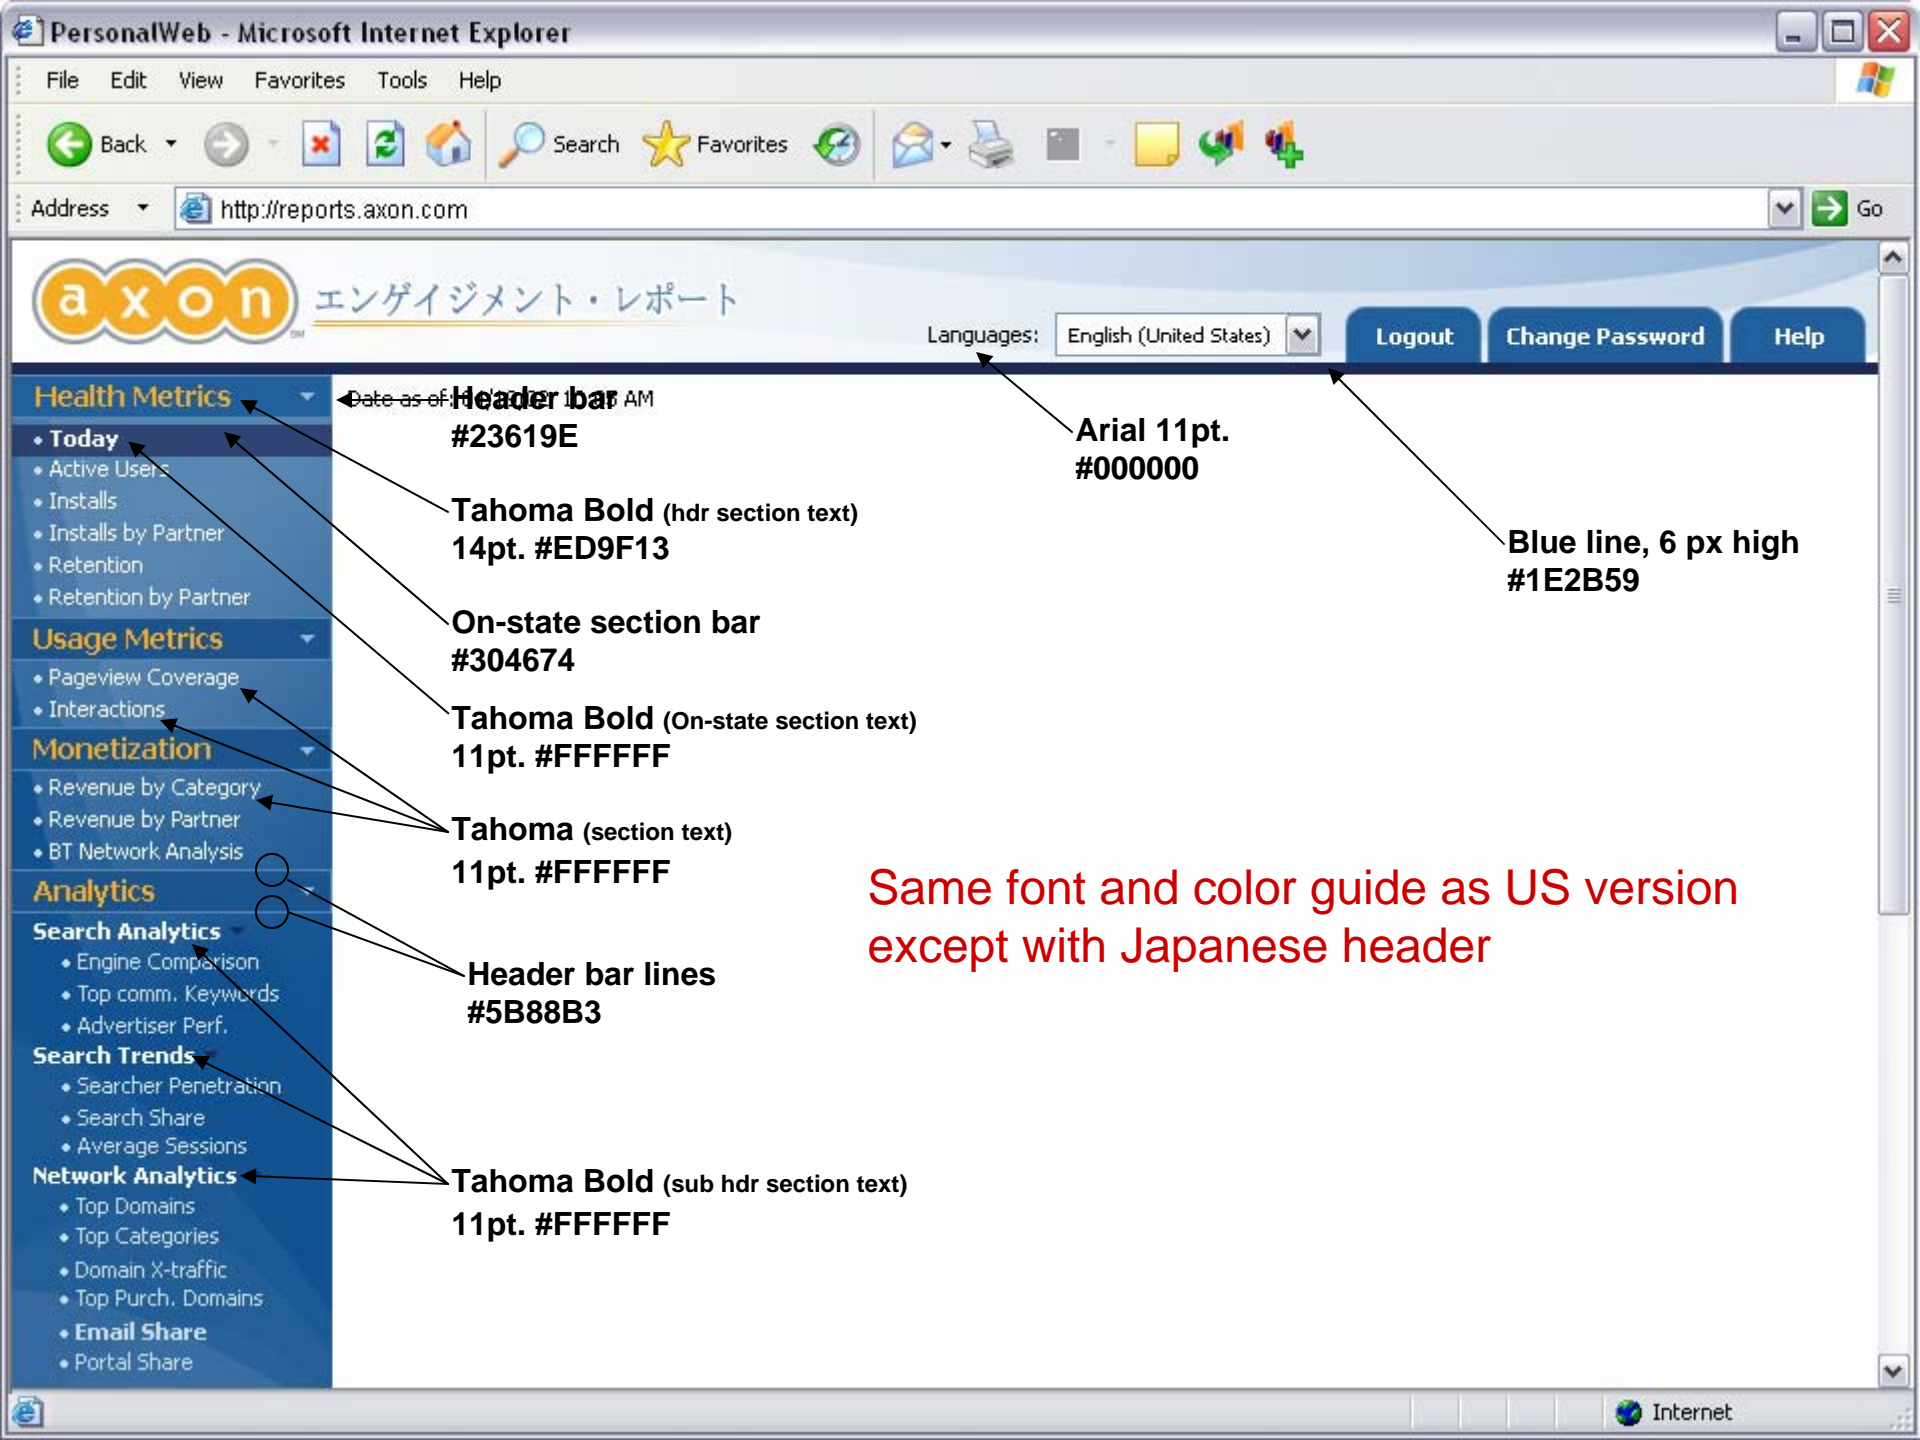 PersonalWeb - Microsoft Internet Explorer
File Edit View Favorites Tools Help
Back Search Favorites
Address http://reports.axon.com Go
axon SM エンゲイジメント・レポート
Languages: English (United States) Logout Change Password Help
Health Metrics
Date as of: AM
Header bar
#23619E
• Today
• Active Users
• Installs
• Installs by Partner
• Retention
• Retention by Partner
Usage Metrics
• Pageview Coverage
• Interactions
Monetization
• Revenue by Category
• Revenue by Partner
• BT Network Analysis
Analytics
Search Analytics
• Engine Comparison
• Top comm. Keywords
• Advertiser Perf.
Search Trends
• Searcher Penetration
• Search Share
• Average Sessions
Network Analytics
• Top Domains
• Top Categories
• Domain X-traffic
• Top Purch. Domains
• Email Share
• Portal Share
Tahoma Bold (hdr section text)
14pt. #ED9F13
On-state section bar
#304674
Tahoma Bold (On-state section text)
11pt. #FFFFFF
Tahoma (section text)
11pt. #FFFFFF
Header bar lines
#5B88B3
Tahoma Bold (sub hdr section text)
11pt. #FFFFFF
Arial 11pt.
#000000
Blue line, 6 px high
#1E2B59
Same font and color guide as US version
except with Japanese header
Internet